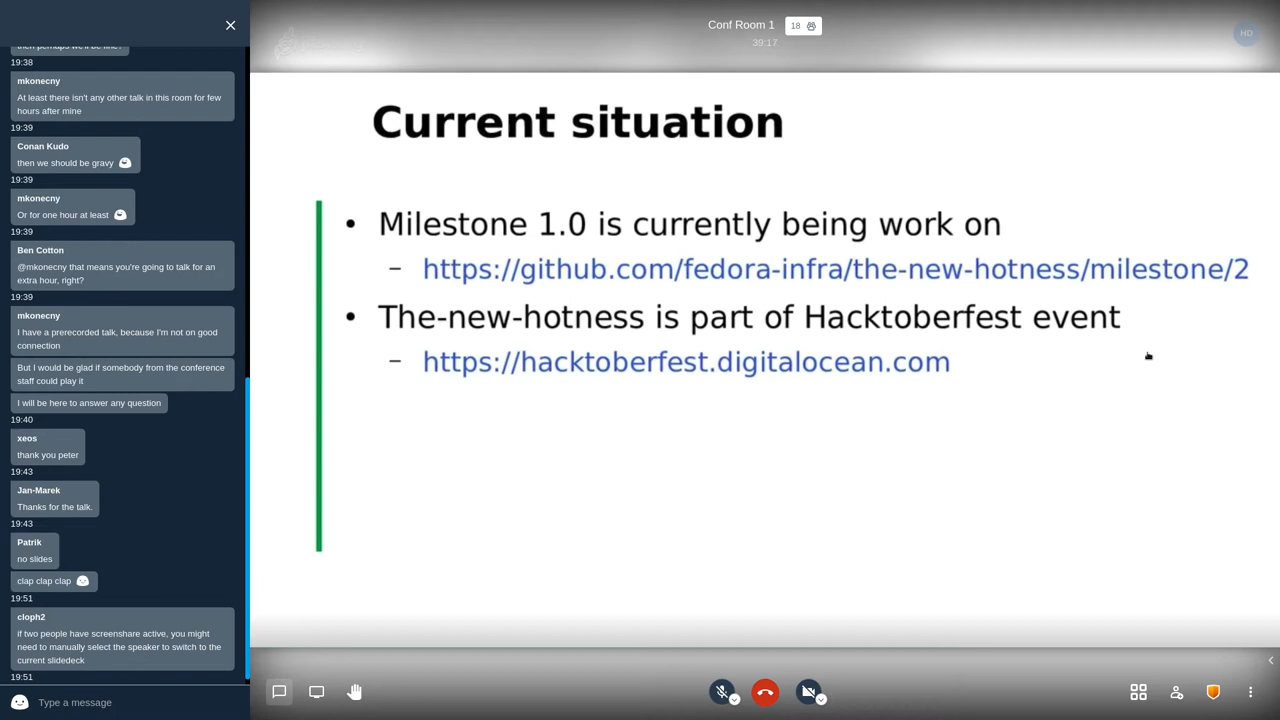 19:38
mkonecny
At least there isn't any other talk in this room for few
hours after mine
19:39
Conan Kudo
then we should be gravy
19:39
mkonecny
Or for one hour at least
19:39
Ben Cotton
@mkonecny that means you're going to talk for an
extra hour, right?
19:39
mkonecny
I have a prerecorded talk, because I'm not on good
connection
But I would be glad if somebody from the conference
staff could play it
I will be here to answer any question
19:40
xeos
thank you peter
19:43
Jan-Marek
Thanks for the talk.
19:43
Patrik
no slides
clap clap clap
19:51
cloph2
if two people have screenshare active, you might
need to manually select the speaker to switch to the
current slidedeck
19:51
Type a message
Conf Room 1
18
39:17
HD
Current situation
• Milestone 1.0 is currently being work on
– https://github.com/fedora-infra/the-new-hotness/milestone/2
• The-new-hotness is part of Hacktoberfest event
– https://hacktoberfest.digitalocean.com